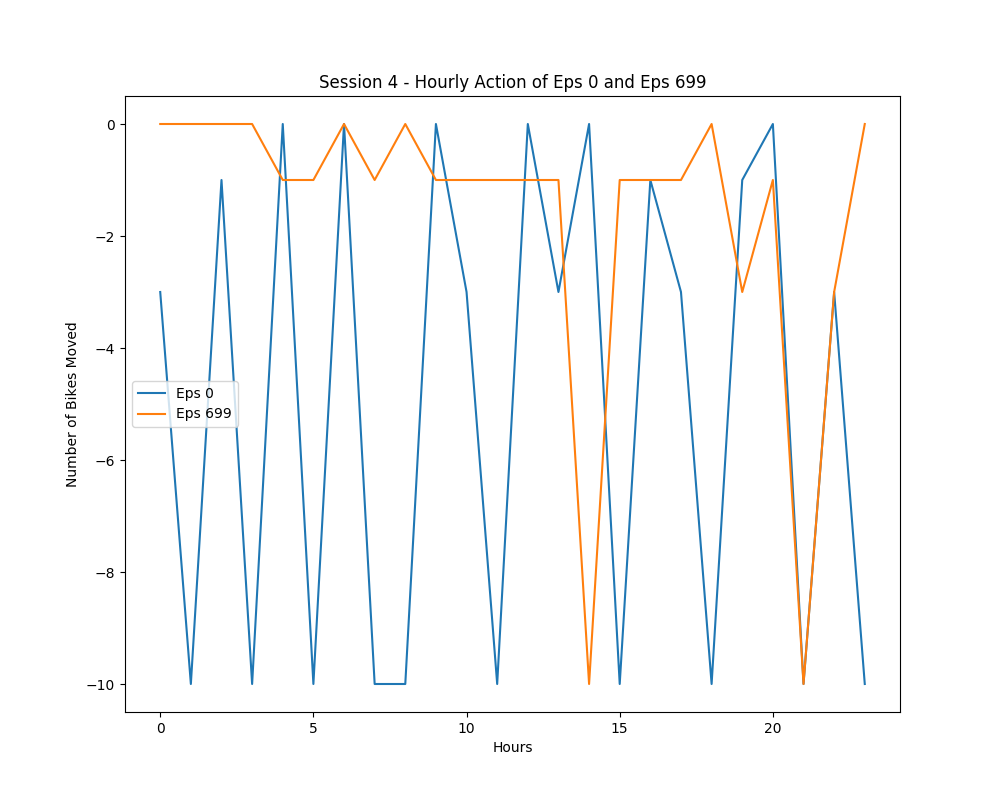 Session 4 - Hourly Action of Eps 0 and Eps 699
Number of Bikes Moved
0
−2
−4
−6
−8
−10
Eps 0
Eps 699
0 5 10 15 20
Hours